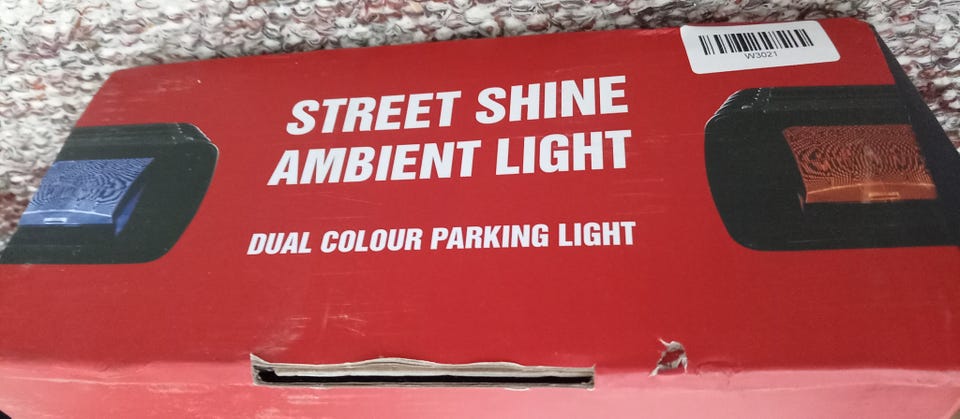 W3021
STREET SHINE
AMBIENT LIGHT
DUAL COLOUR PARKING LIGHT